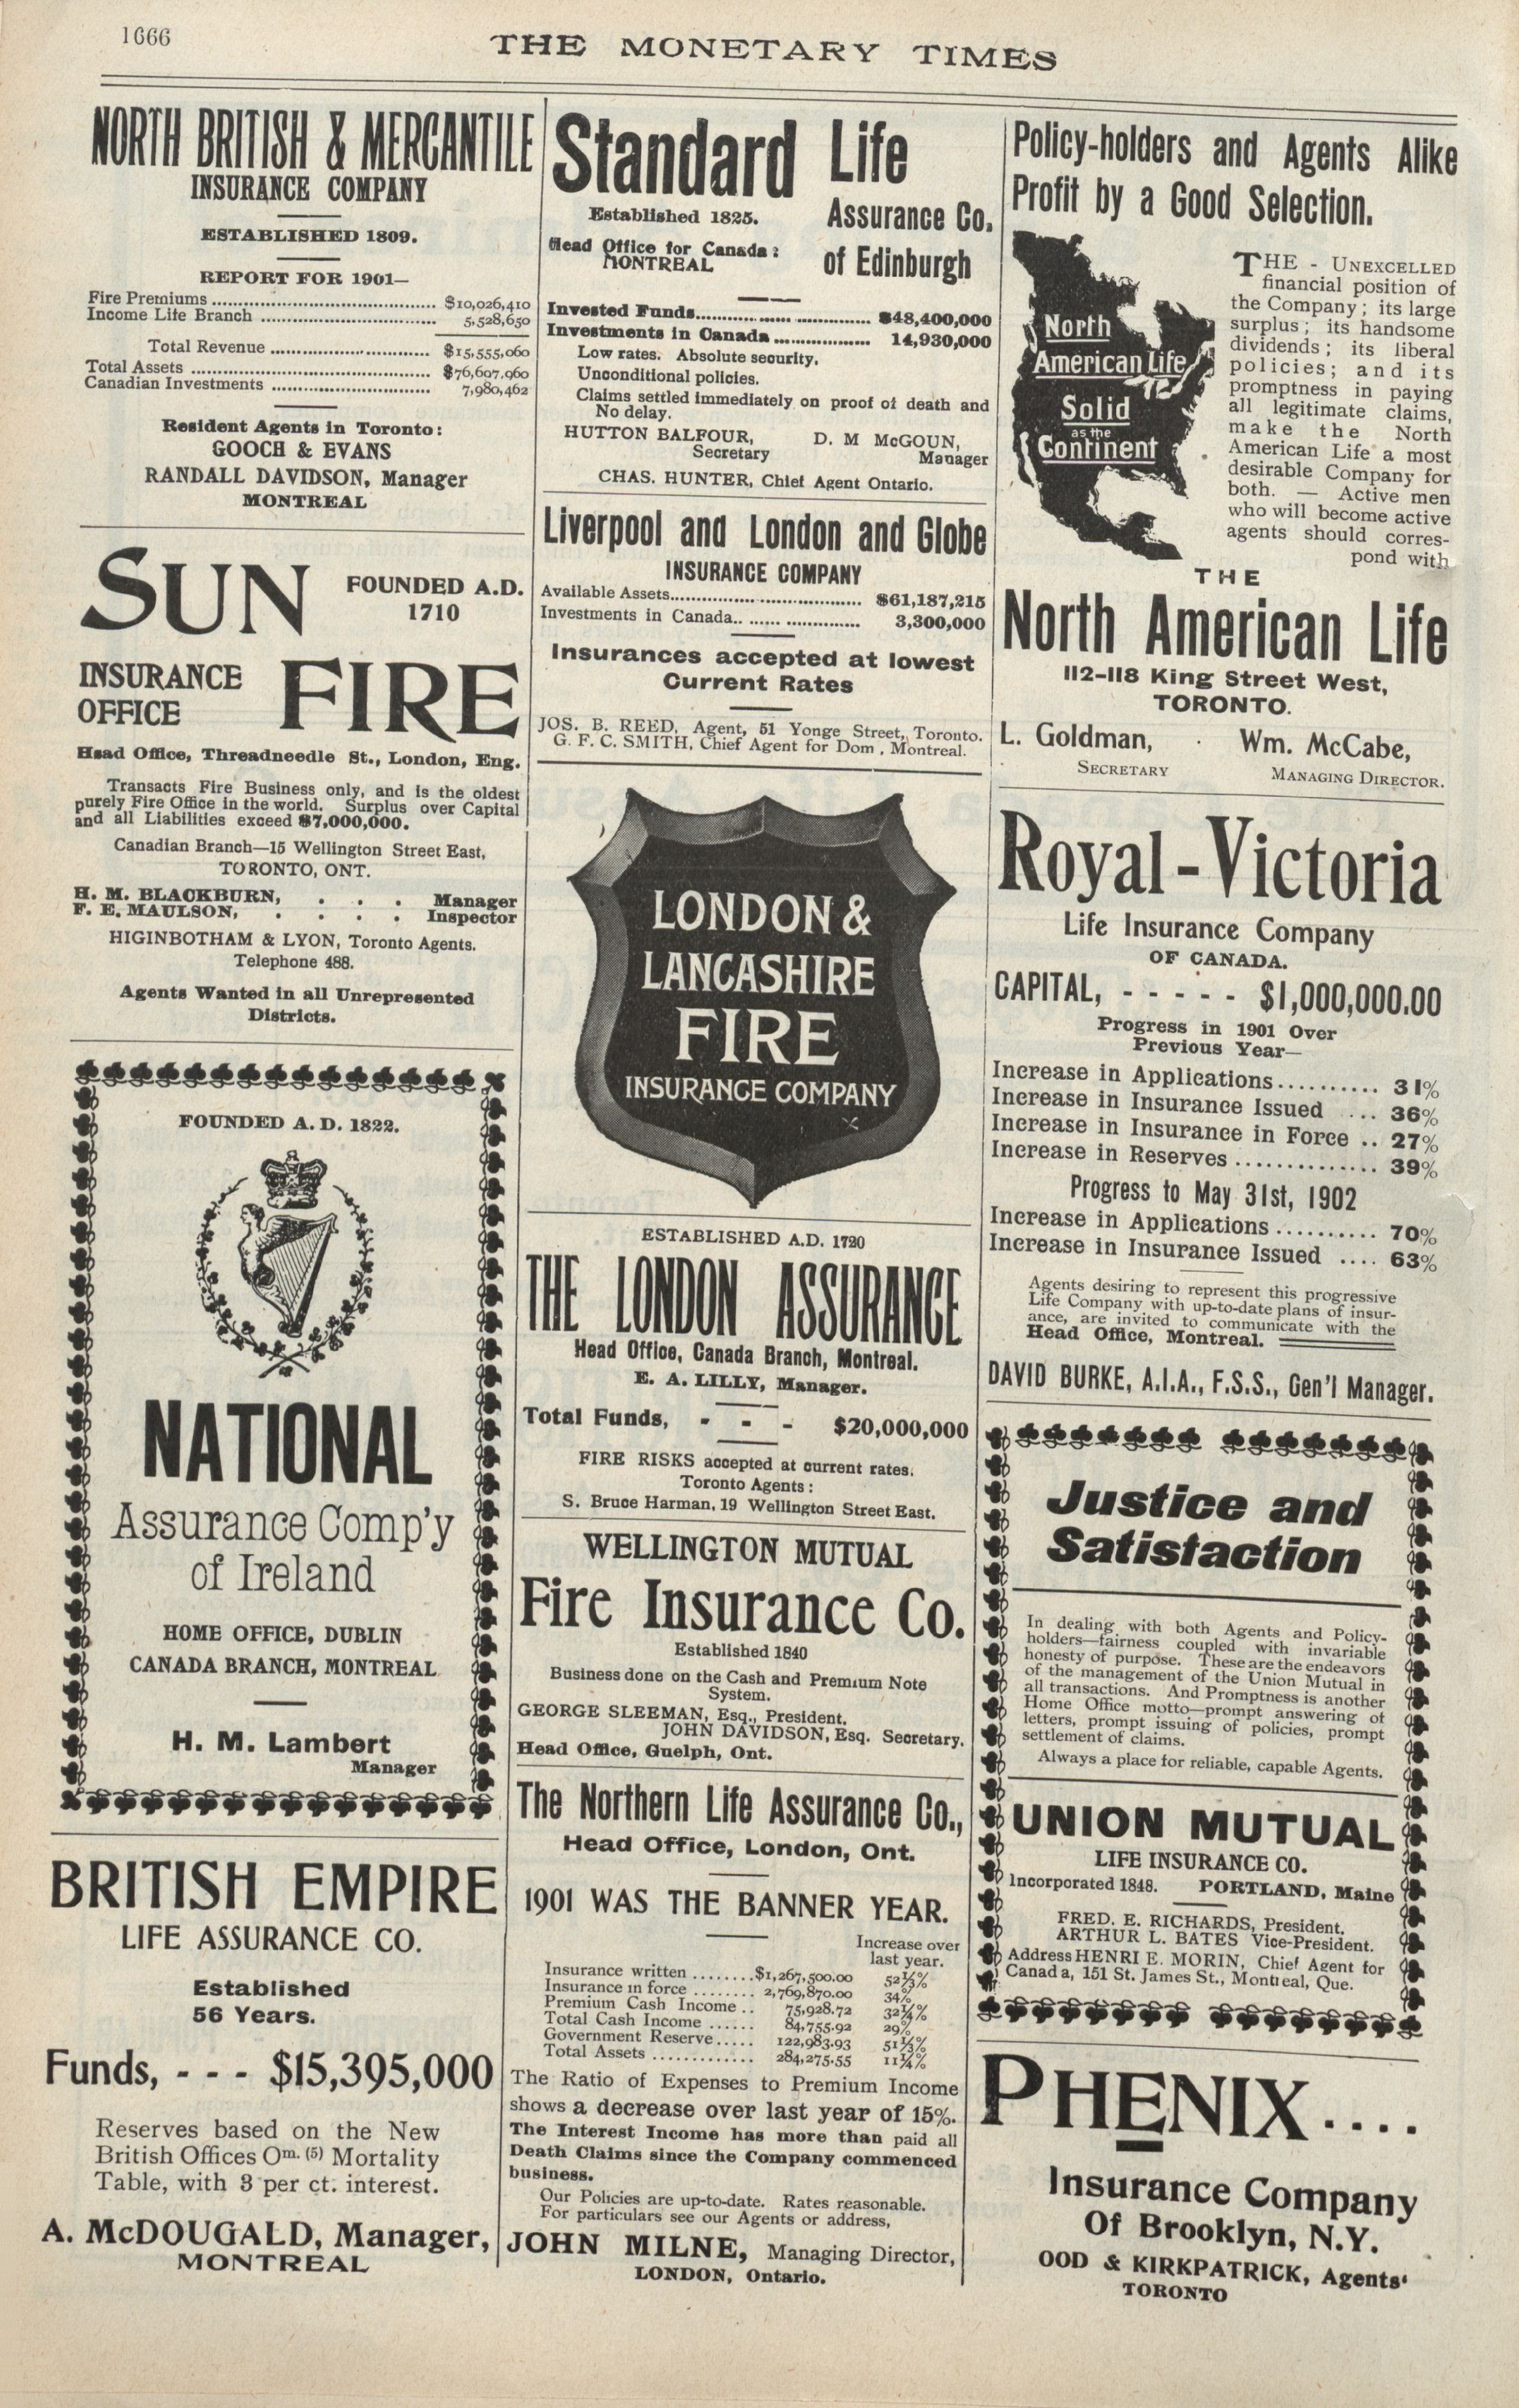 1666
THE MONETARY TIMES
NORTH BRITISH & MERCANTILE
INSURANCE COMPANY
ESTABLISHED 1809.
REPORT FOR 1901—
Fire Premiums ........................................ $10,026,410
Income Life Branch ................................ 5,528,650
Total Revenue ............................ $15,555,060
Total Assets ........................................... $76,607,960
Canadian Investments ............................ 7,980,462
Resident Agents in Toronto:
GOOCH & EVANS
RANDALL DAVIDSON, Manager
MONTREAL
SUN
FOUNDED A.D.
1710
INSURANCE
OFFICE
FIRE
Head Office, Threadneedle St., London, Eng.
Transacts Fire Business only, and is the oldest
purely Fire Office in the world. Surplus over Capital
and all Liabilities exceed $7,000,000.
Canadian Branch—15 Wellington Street East,
TORONTO, ONT.
H. M. BLACKBURN, . . . Manager
F. E. MAULSON, . . . . Inspector
HIGINBOTHAM & LYON, Toronto Agents.
Telephone 488.
Agents Wanted in all Unrepresented
Districts.
FOUNDED A. D. 1822.
NATIONAL
Assurance Comp'y
of Ireland
HOME OFFICE, DUBLIN
CANADA BRANCH, MONTREAL
H. M. Lambert
Manager
BRITISH EMPIRE
LIFE ASSURANCE CO.
Established
56 Years.
Funds, - - - $15,395,000
Reserves based on the New
British Offices Om. (5) Mortality
Table, with 3 per ct. interest.
A. McDOUGALD, Manager,
MONTREAL
Standard Life
Established 1825.
Assurance Co.
Head Office for Canada:
MONTREAL
of Edinburgh
Invested Funds.................................. $48,400,000
Investments in Canada................... 14,930,000
Low rates. Absolute security.
Unconditional policies.
Claims settled immediately on proof of death and
No delay.
HUTTON BALFOUR, D. M McGOUN,
Secretary Manager
CHAS. HUNTER, Chief Agent Ontario.
Liverpool and London and Globe
INSURANCE COMPANY
Available Assets...................................... $61,187,215
Investments in Canada.. ...... ............... 3,300,000
Insurances accepted at lowest
Current Rates
JOS. B. REED, Agent, 51 Yonge Street, Toronto.
G. F. C. SMITH, Chief Agent for Dom , Montreal.
LONDON &
LANCASHIRE
FIRE
INSURANCE COMPANY
ESTABLISHED A.D. 1720
THE LONDON ASSURANCE
Head Office, Canada Branch, Montreal.
E. A. LILLY, Manager.
Total Funds, - - - $20,000,000
FIRE RISKS accepted at current rates.
Toronto Agents:
S. Bruce Harman, 19 Wellington Street East.
WELLINGTON MUTUAL
Fire Insurance Co.
Established 1840
Business done on the Cash and Premium Note
System.
GEORGE SLEEMAN, Esq., President.
JOHN DAVIDSON, Esq. Secretary.
Head Office, Guelph, Ont.
The Northern Life Assurance Co.,
Head Office, London, Ont.
1901 WAS THE BANNER YEAR.
Increase over
last year.
Insurance written ........$1,267,500.00 52⅓%
Insurance in force ........ 2,769,870.00 34%
Premium Cash Income .. 75,928.72 32¼%
Total Cash Income ...... 84,755.92 29%
Government Reserve..... 122,983.93 51⅓%
Total Assets ............. 284,275.55 11¼%
The Ratio of Expenses to Premium Income
shows a decrease over last year of 15%.
The Interest Income has more than paid all
Death Claims since the Company commenced
business.
Our Policies are up-to-date. Rates reasonable.
For particulars see our Agents or address,
JOHN MILNE, Managing Director,
LONDON, Ontario.
Policy-holders and Agents Alike
Profit by a Good Selection.
North
American Life
Solid
as the
Continent
THE - UNEXCELLED
financial position of
the Company; its large
surplus; its handsome
dividends; its liberal
policies; and its
promptness in paying
all legitimate claims,
make the North
American Life a most
desirable Company for
both. — Active men
who will become active
agents should corres-
pond with
THE
North American Life
112-118 King Street West,
TORONTO.
L. Goldman, Wm. McCabe,
SECRETARY MANAGING DIRECTOR.
Royal-Victoria
Life Insurance Company
OF CANADA.
CAPITAL, - - - - - $1,000,000.00
Progress in 1901 Over
Previous Year—
Increase in Applications.......... 31%
Increase in Insurance Issued .... 36%
Increase in Insurance in Force .. 27%
Increase in Reserves .............. 39%
Progress to May 31st, 1902
Increase in Applications .......... 70%
Increase in Insurance Issued .... 63%
Agents desiring to represent this progressive
Life Company with up-to-date plans of insur-
ance, are invited to communicate with the
Head Office, Montreal.
DAVID BURKE, A.I.A., F.S.S., Gen'l Manager.
Justice and
Satisfaction
In dealing with both Agents and Policy-
holders—fairness coupled with invariable
honesty of purpose. These are the endeavors
of the management of the Union Mutual in
all transactions. And Promptness is another
Home Office motto—prompt answering of
letters, prompt issuing of policies, prompt
settlement of claims.
Always a place for reliable, capable Agents.
UNION MUTUAL
LIFE INSURANCE CO.
Incorporated 1848. PORTLAND, Maine
FRED. E. RICHARDS, President.
ARTHUR L. BATES Vice-President.
Address HENRI E. MORIN, Chief Agent for
Canada, 151 St. James St., Montreal, Que.
PHENIX....
Insurance Company
Of Brooklyn, N.Y.
OOD & KIRKPATRICK, Agents'
TORONTO